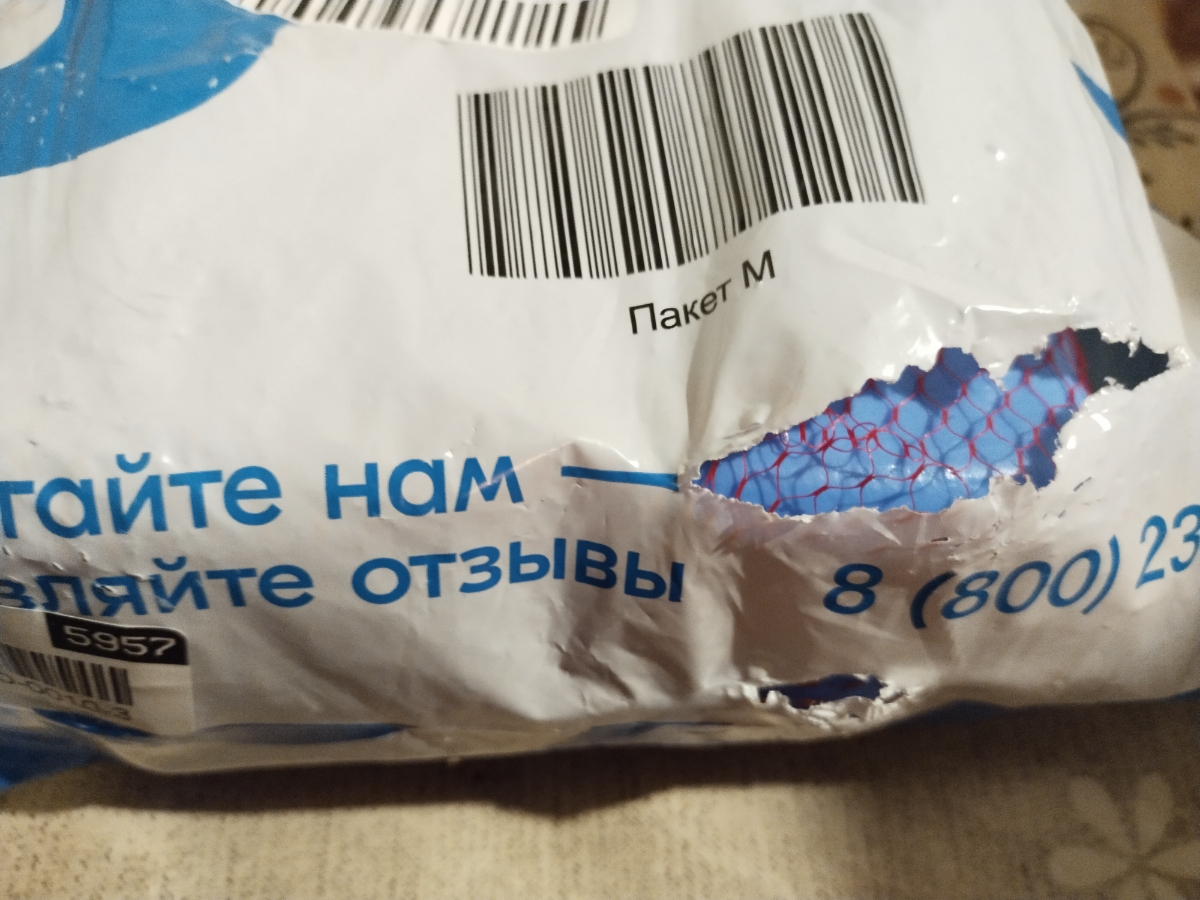 Пакет М
тайте нам —
вляйте отзывы
8 (800) 23
5957